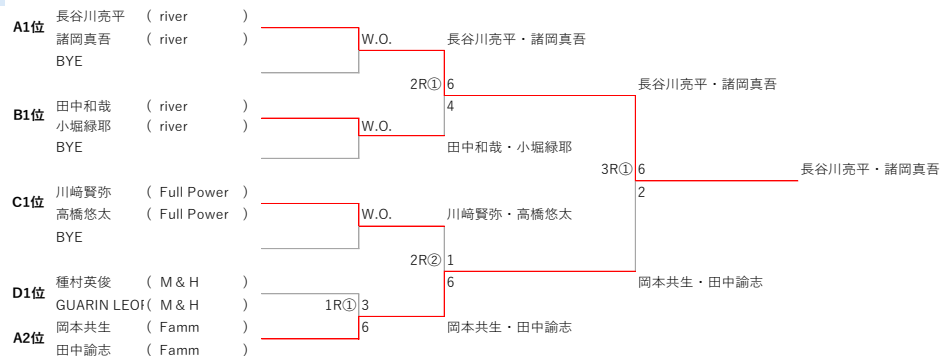 長谷川亮平 ( river )
A1位
諸岡真吾 ( river ) W.O. 長谷川亮平・諸岡真吾
BYE
2R① 6 長谷川亮平・諸岡真吾
田中和哉 ( river ) 4
B1位
小堀緑耶 ( river ) W.O.
BYE 田中和哉・小堀緑耶
3R① 6 長谷川亮平・諸岡真吾
川﨑賢弥 ( Full Power ) 2
C1位
高橋悠太 ( Full Power ) W.O. 川﨑賢弥・高橋悠太
BYE
2R② 1
種村英俊 ( M & H ) 6 岡本共生・田中諭志
D1位
GUARIN LEOF ( M & H ) 1R① 3
岡本共生 ( Famm ) 6 岡本共生・田中諭志
A2位
田中諭志 ( Famm )